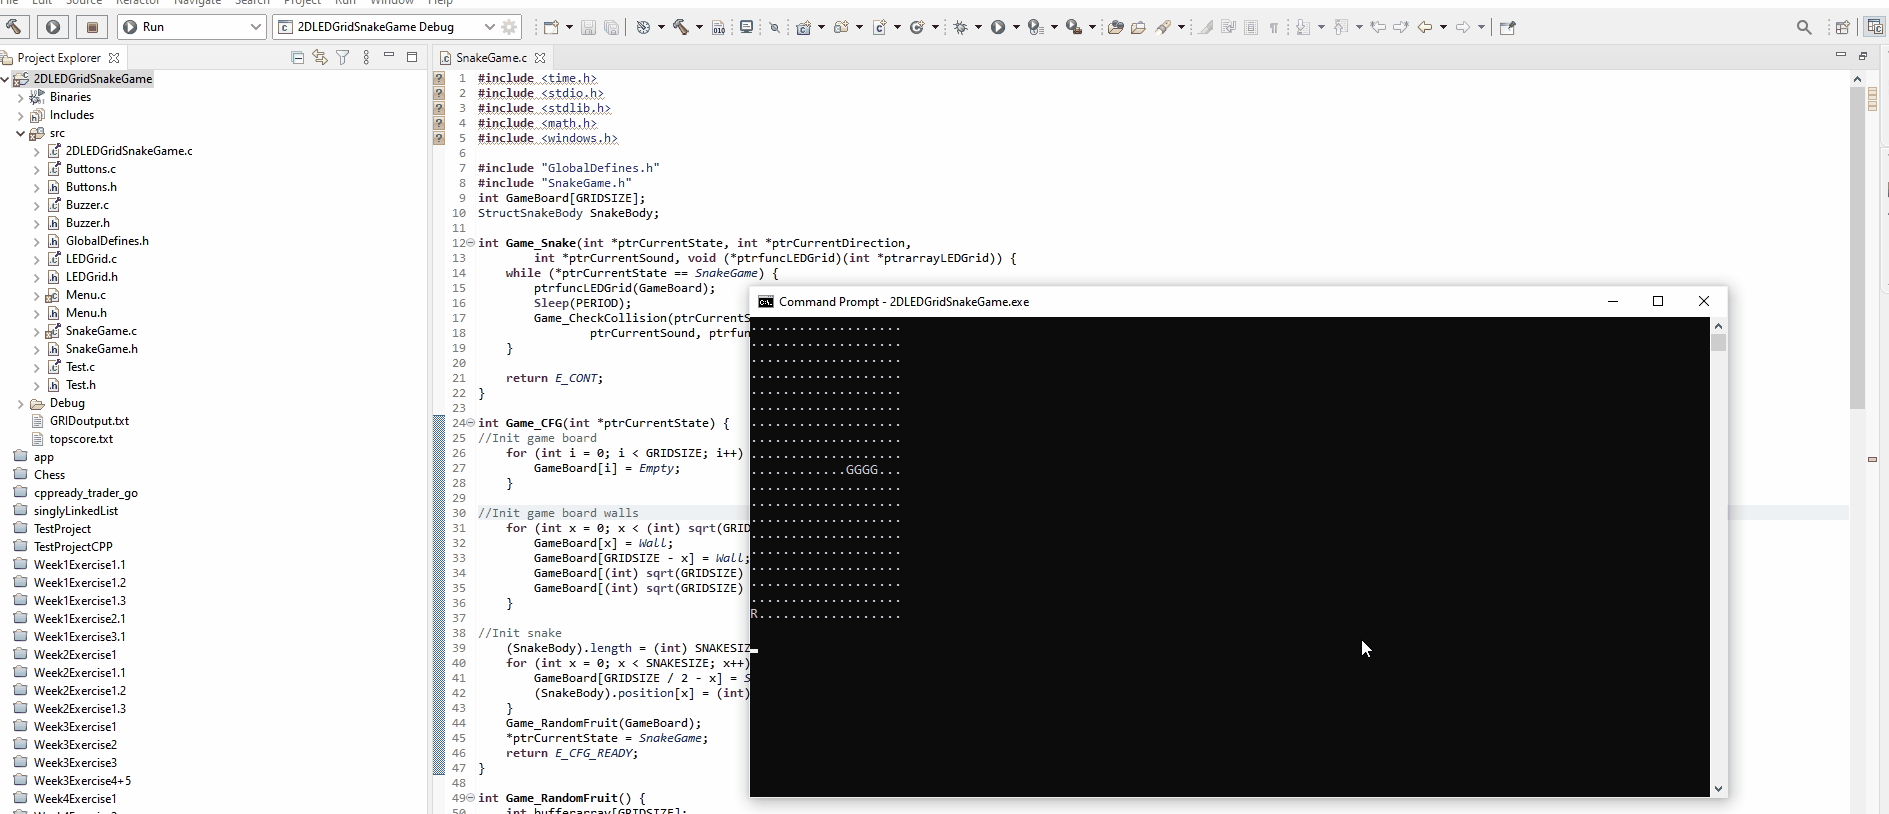 File Edit Source Refactor Navigate Search Project Run Window Help
Run
2DLEDGridSnakeGame Debug
Project Explorer
2DLEDGridSnakeGame
Binaries
Includes
src
2DLEDGridSnakeGame.c
Buttons.c
Buttons.h
Buzzer.c
Buzzer.h
GlobalDefines.h
LEDGrid.c
LEDGrid.h
Menu.c
Menu.h
SnakeGame.c
SnakeGame.h
Test.c
Test.h
Debug
GRIDoutput.txt
topscore.txt
app
Chess
cppready_trader_go
singlyLinkedList
TestProject
TestProjectCPP
Week1Exercise1.1
Week1Exercise1.2
Week1Exercise1.3
Week1Exercise2.1
Week1Exercise3.1
Week2Exercise1
Week2Exercise1.1
Week2Exercise1.2
Week2Exercise1.3
Week3Exercise1
Week3Exercise2
Week3Exercise3
Week3Exercise4+5
Week4Exercise1
SnakeGame.c
1 #include <time.h>
2 #include <stdio.h>
3 #include <stdlib.h>
4 #include <math.h>
5 #include <windows.h>
6
7 #include "GlobalDefines.h"
8 #include "SnakeGame.h"
9 int GameBoard[GRIDSIZE];
10 StructSnakeBody SnakeBody;
11
12 int Game_Snake(int *ptrCurrentState, int *ptrCurrentDirection,
13 int *ptrCurrentSound, void (*ptrfuncLEDGrid)(int *ptrarrayLEDGrid)) {
14 while (*ptrCurrentState == SnakeGame) {
15 ptrfuncLEDGrid(GameBoard);
16 Sleep(PERIOD);
17 Game_CheckCollision(ptrCurrentS
18 ptrCurrentSound, ptrfun
19 }
20
21 return E_CONT;
22 }
23
24 int Game_CFG(int *ptrCurrentState) {
25 //Init game board
26 for (int i = 0; i < GRIDSIZE; i++)
27 GameBoard[i] = Empty;
28 }
29
30 //Init game board walls
31 for (int x = 0; x < (int) sqrt(GRID
32 GameBoard[x] = Wall;
33 GameBoard[GRIDSIZE - x] = Wall;
34 GameBoard[(int) sqrt(GRIDSIZE)
35 GameBoard[(int) sqrt(GRIDSIZE)
36 }
37
38 //Init snake
39 (SnakeBody).length = (int) SNAKESIZ
40 for (int x = 0; x < SNAKESIZE; x++)
41 GameBoard[GRIDSIZE / 2 - x] = S
42 (SnakeBody).position[x] = (int)
43 }
44 Game_RandomFruit(GameBoard);
45 *ptrCurrentState = SnakeGame;
46 return E_CFG_READY;
47 }
48
49 int Game_RandomFruit() {
50 int bufferarray[GRIDSIZE];
Command Prompt - 2DLEDGridSnakeGame.exe
...................
...................
...................
...................
...................
...................
...................
...................
...................
............GGGG...
...................
...................
...................
...................
...................
...................
...................
...................
R..................